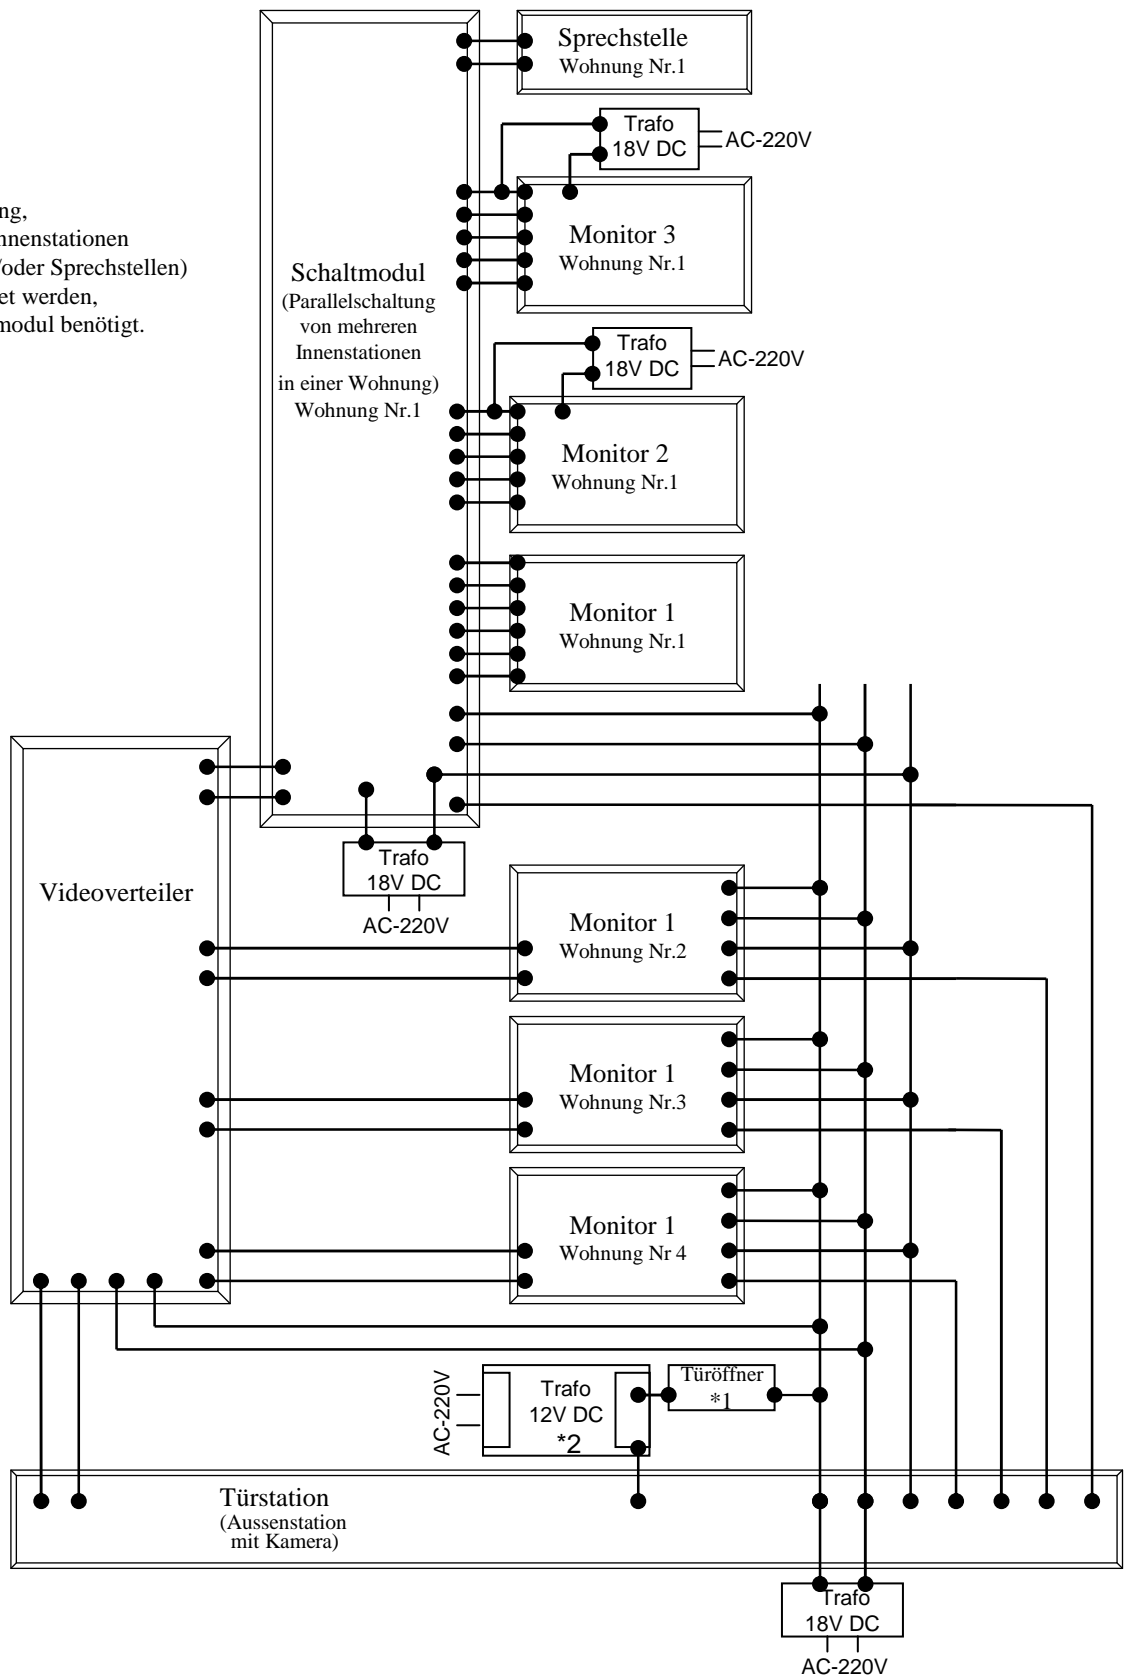 Sprechstelle
Wohnung Nr.1
Trafo
18V DC
AC-220V
ng,
nnenstationen
/oder Sprechstellen)
et werden,
modul benötigt.
Monitor 3
Wohnung Nr.1
Schaltmodul
(Parallelschaltung
von mehreren
Innenstationen
in einer Wohnung)
Wohnung Nr.1
Trafo
18V DC
AC-220V
Monitor 2
Wohnung Nr.1
Monitor 1
Wohnung Nr.1
Videoverteiler
Trafo
18V DC
AC-220V
Monitor 1
Wohnung Nr.2
Monitor 1
Wohnung Nr.3
Monitor 1
Wohnung Nr 4
AC-220V
Trafo
12V DC
*2
Türöffner
*1
Türstation
(Aussenstation
mit Kamera)
Trafo
18V DC
AC-220V